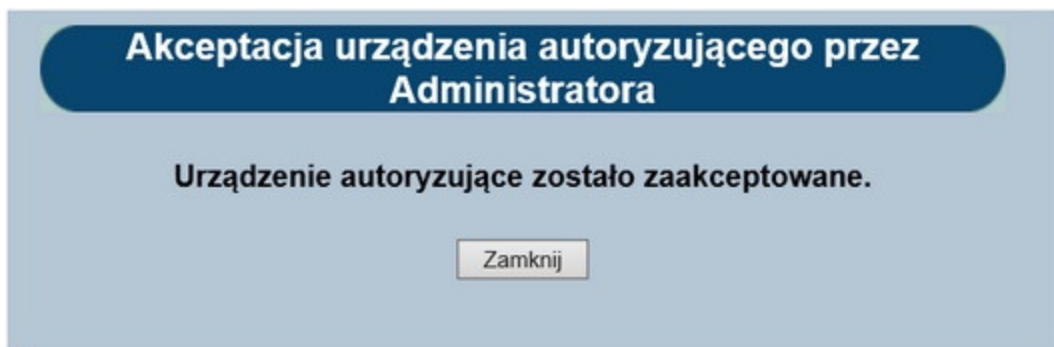 Akceptacja urządzenia autoryzującego przez
Administratora
Urządzenie autoryzujące zostało zaakceptowane.
Zamknij